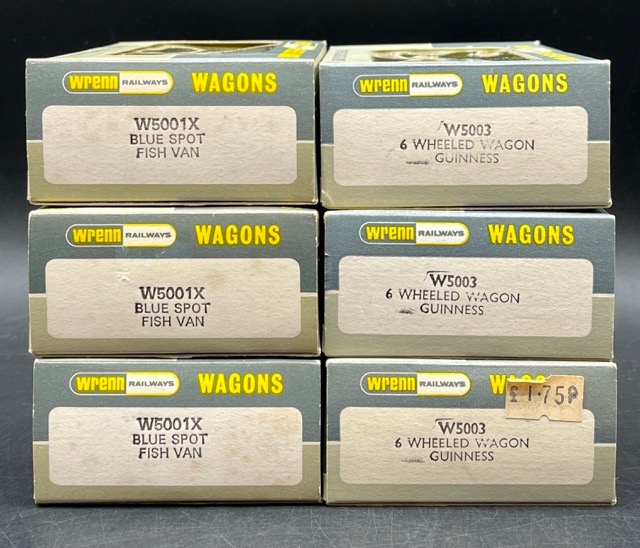 wrenn RAILWAYS WAGONS
W5001X
BLUE SPOT
FISH VAN
wrenn RAILWAYS WAGONS
W5003
6 WHEELED WAGON
GUINNESS
wrenn RAILWAYS WAGONS
W5001X
BLUE SPOT
FISH VAN
wrenn RAILWAYS WAGONS
W5003
6 WHEELED WAGON
GUINNESS
wrenn RAILWAYS WAGONS
W5001X
BLUE SPOT
FISH VAN
wrenn RAILWAYS
£1.75P
W5003
6 WHEELED WAGON
GUINNESS